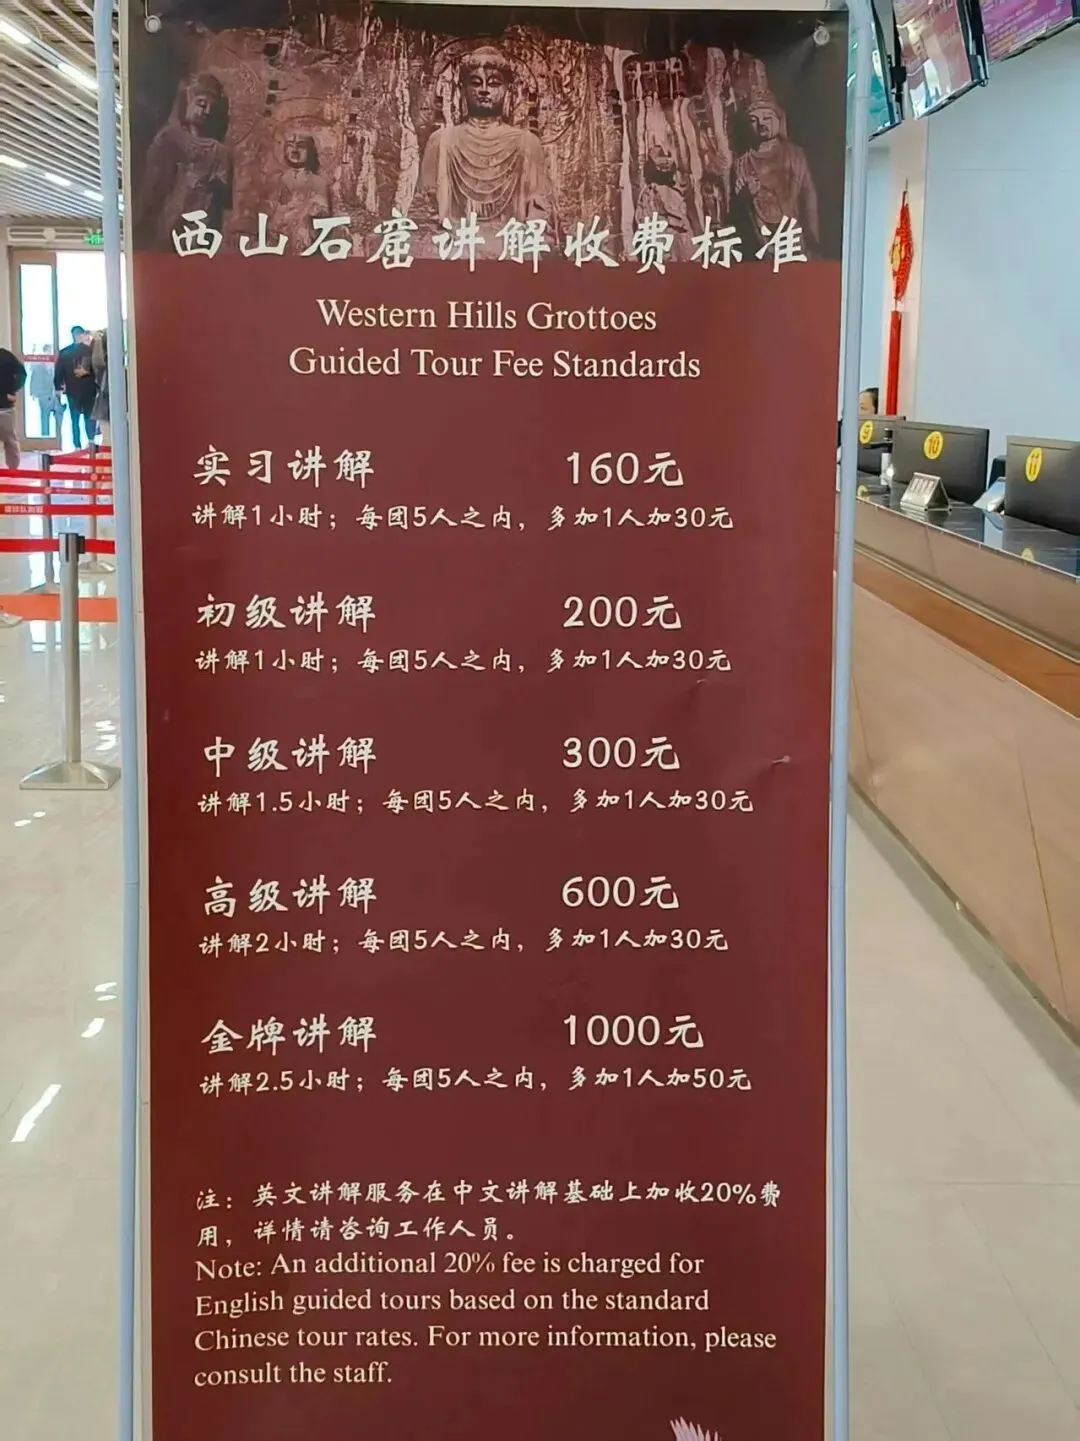 西山石窟讲解收费标准
Western Hills Grottoes
Guided Tour Fee Standards
实习讲解 160元
讲解1小时；每团5人之内，多加1人加30元
初级讲解 200元
讲解1小时；每团5人之内，多加1人加30元
中级讲解 300元
讲解1.5小时；每团5人之内，多加1人加30元
高级讲解 600元
讲解2小时；每团5人之内，多加1人加30元
金牌讲解 1000元
讲解2.5小时；每团5人之内，多加1人加50元
注：英文讲解服务在中文讲解基础上加收20%费
用，详情请咨询工作人员。
Note: An additional 20% fee is charged for
English guided tours based on the standard
Chinese tour rates. For more information, please
consult the staff.
9
10
11